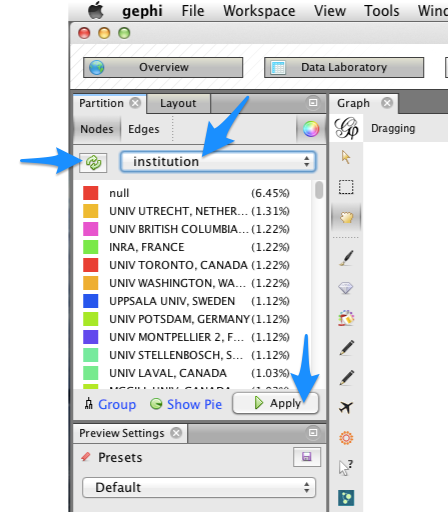 gephi File Workspace View Tools Wind
Overview Data Laboratory
Partition Layout Graph
Nodes Edges Dragging
institution
null (6.45%)
UNIV UTRECHT, NETHER... (1.31%)
UNIV BRITISH COLUMBIA... (1.22%)
INRA, FRANCE (1.22%)
UNIV TORONTO, CANADA (1.22%)
UNIV WASHINGTON, WA... (1.22%)
UPPSALA UNIV, SWEDEN (1.12%)
UNIV POTSDAM, GERMANY (1.12%)
UNIV MONTPELLIER 2, F... (1.12%)
UNIV STELLENBOSCH, S... (1.12%)
UNIV LAVAL, CANADA (1.03%)
Group Show Pie Apply
Preview Settings
Presets
Default